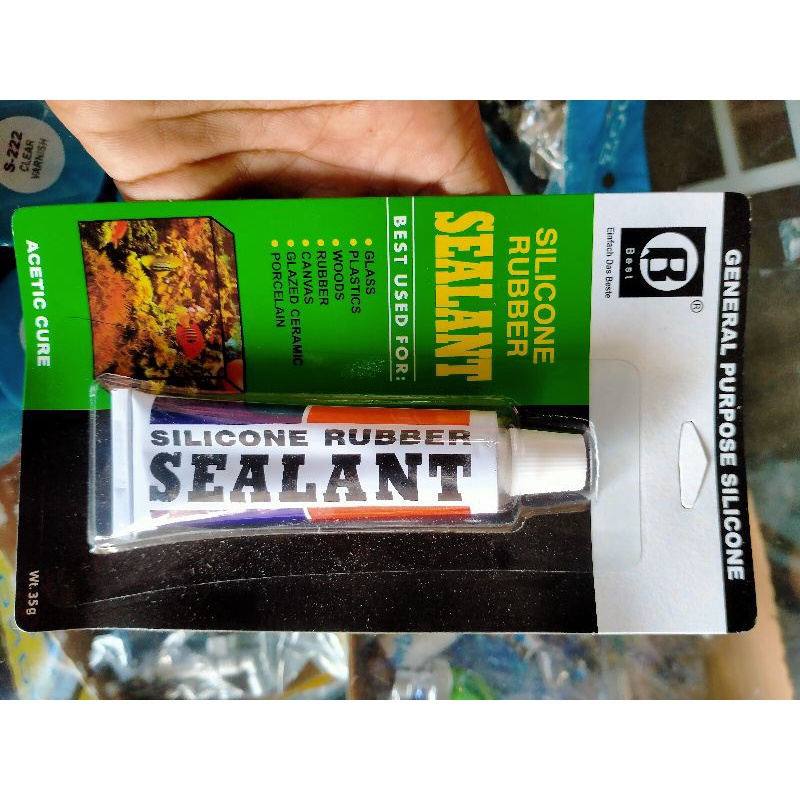 GENERAL PURPOSE SILICONE
B
®
Best
Einfach Das Beste
SILICONE
RUBBER
SEALANT
BEST USED FOR:
• GLASS
• PLASTICS
• WOODS
• RUBBER
• CANVAS
• GLAZED CERAMIC
• PORCELAIN
ACETIC CURE
SILICONE RUBBER
SEALANT
Wt. 35g
S-222
CLEAR
VARNISH